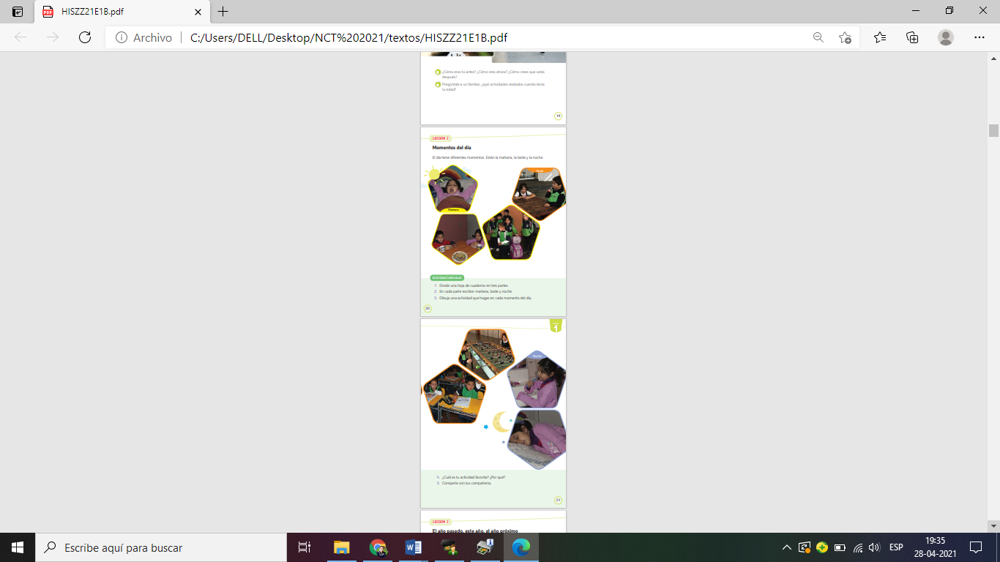 HISZZ21E1B.pdf
Archivo
C:/Users/DELL/Desktop/NCT%202021/textos/HISZZ21E1B.pdf
¿Cómo eras tú antes? ¿Cómo eres ahora? ¿Cómo crees que serás
después?
Pregúntale a un familiar, ¿qué actividades realizaba cuando tenía
tu edad?
19
LECCIÓN 2
Momentos del día
El día tiene diferentes momentos. Están la mañana, la tarde y la noche.
Tarde
Mañana
Actividad individual
1. Divide una hoja de cuaderno en tres partes.
2. En cada parte escribe: mañana, tarde y noche.
3. Dibuja una actividad que hagas en cada momento del día.
20
1
Noche
4. ¿Cuál es tu actividad favorita? ¿Por qué?
5. Comparte con tus compañeros.
21
LECCIÓN 2
El año pasado, este año, el año próximo
Escribe aquí para buscar
ESP
19:35
28-04-2021